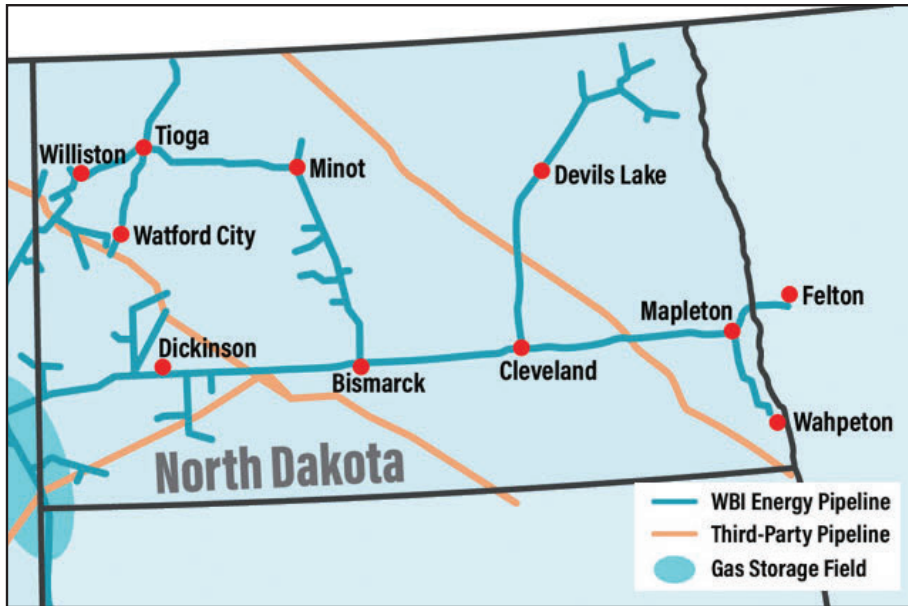 Tioga
Williston
Minot
Devils Lake
Watford City
Felton
Mapleton
Dickinson
Bismarck
Cleveland
Wahpeton
North Dakota
WBI Energy Pipeline
Third-Party Pipeline
Gas Storage Field